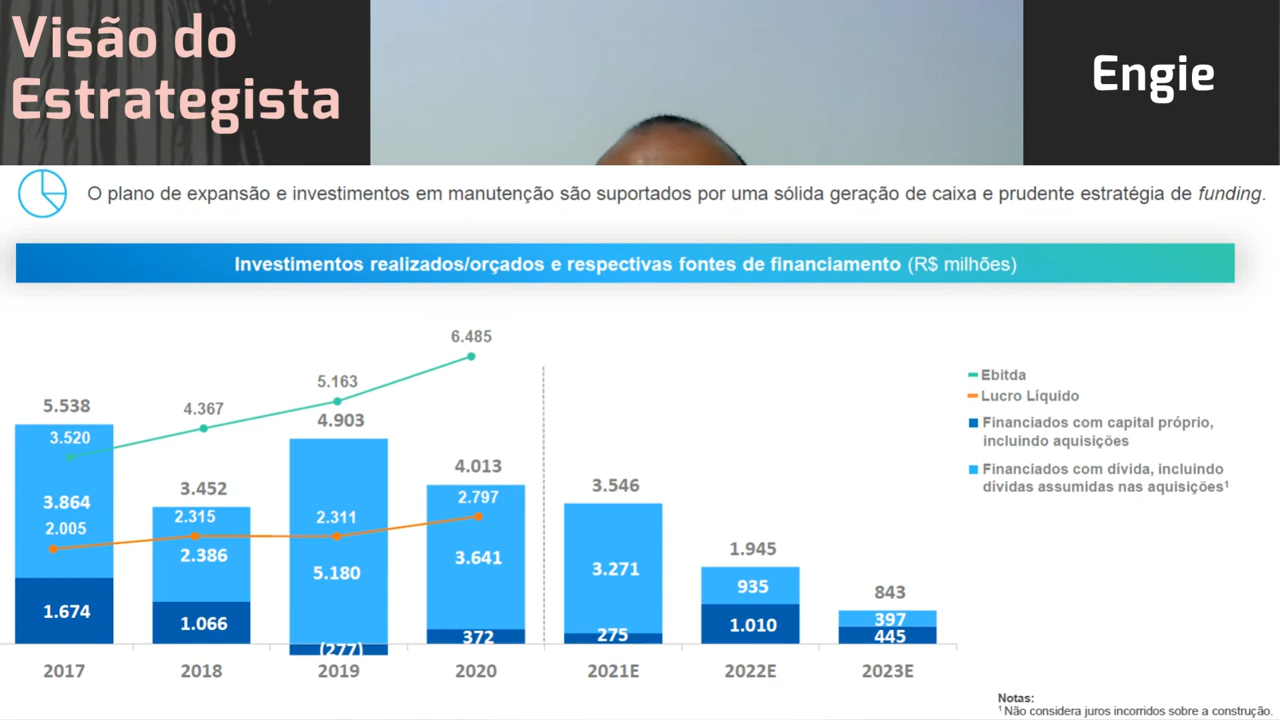 Visão do
Estrategista
Engie
O plano de expansão e investimentos em manutenção são suportados por uma sólida geração de caixa e prudente estratégia de funding.
Investimentos realizados/orçados e respectivas fontes de financiamento (R$ milhões)
6.485
5.163
4.367
5.538
3.520
3.864
2.005
1.674
3.452
2.315
2.386
1.066
4.903
2.311
5.180
(277)
4.013
2.797
3.641
372
3.546
3.271
275
1.945
935
1.010
843
397
445
2017 2018 2019 2020 2021E 2022E 2023E
Ebitda
Lucro Líquido
Financiados com capital próprio,
incluindo aquisições
Financiados com dívida, incluindo
dívidas assumidas nas aquisições¹
Notas:
¹ Não considera juros incorridos sobre a construção.